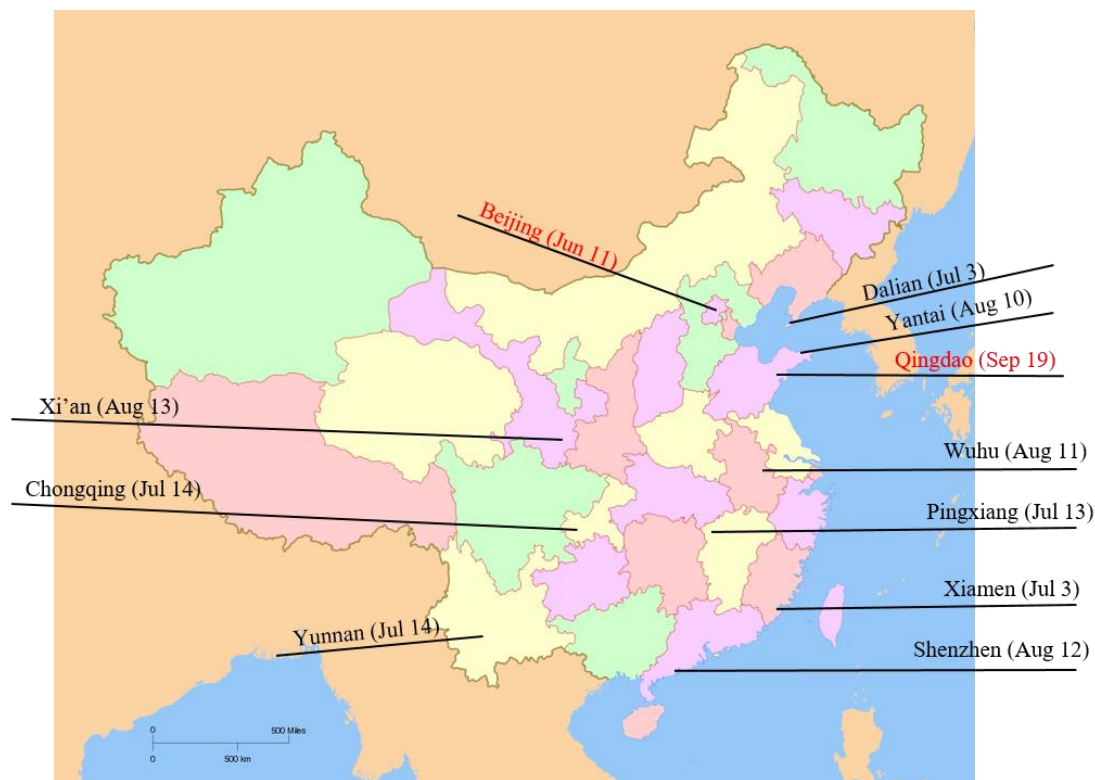 Beijing (Jun 11)
Dalian (Jul 3)
Yantai (Aug 10)
Qingdao (Sep 19)
Xi’an (Aug 13)
Wuhu (Aug 11)
Chongqing (Jul 14)
Pingxiang (Jul 13)
Xiamen (Jul 3)
Yunnan (Jul 14)
Shenzhen (Aug 12)
0 500 Miles
0 500 km